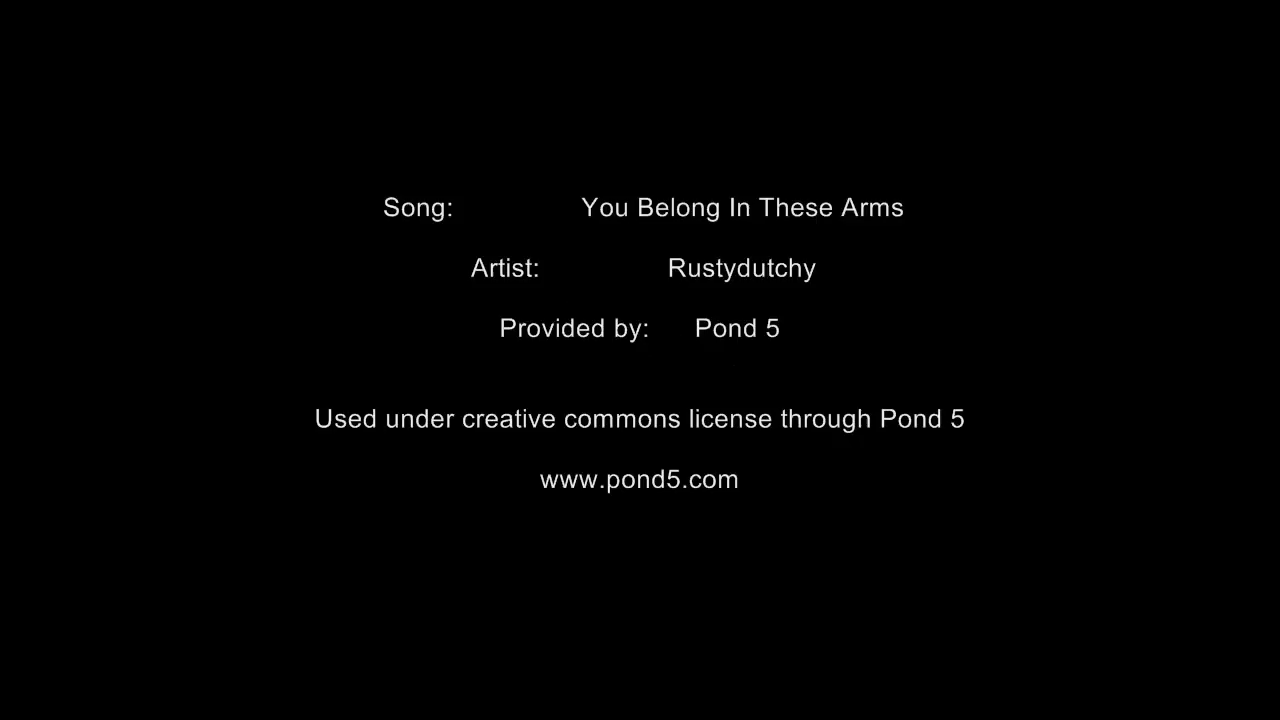 Song: You Belong In These Arms
Artist: Rustydutchy
Provided by: Pond 5
Used under creative commons license through Pond 5
www.pond5.com